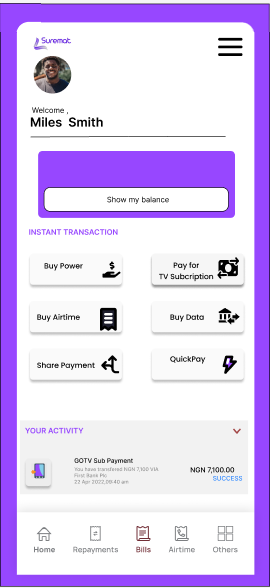 Suremat
Welcome ,
Miles Smith
Show my balance
INSTANT TRANSACTION
Buy Power
Pay for
TV Subcription
Buy Airtime
Buy Data
Share Payment
QuickPay
YOUR ACTIVITY
GOTV Sub Payment
You have transfered NGN 7,100 VIA
First Bank Plc
22 Apr 2022,09:40 am
NGN 7,100.00
SUCCESS
Home
Repayments
Bills
Airtime
Others